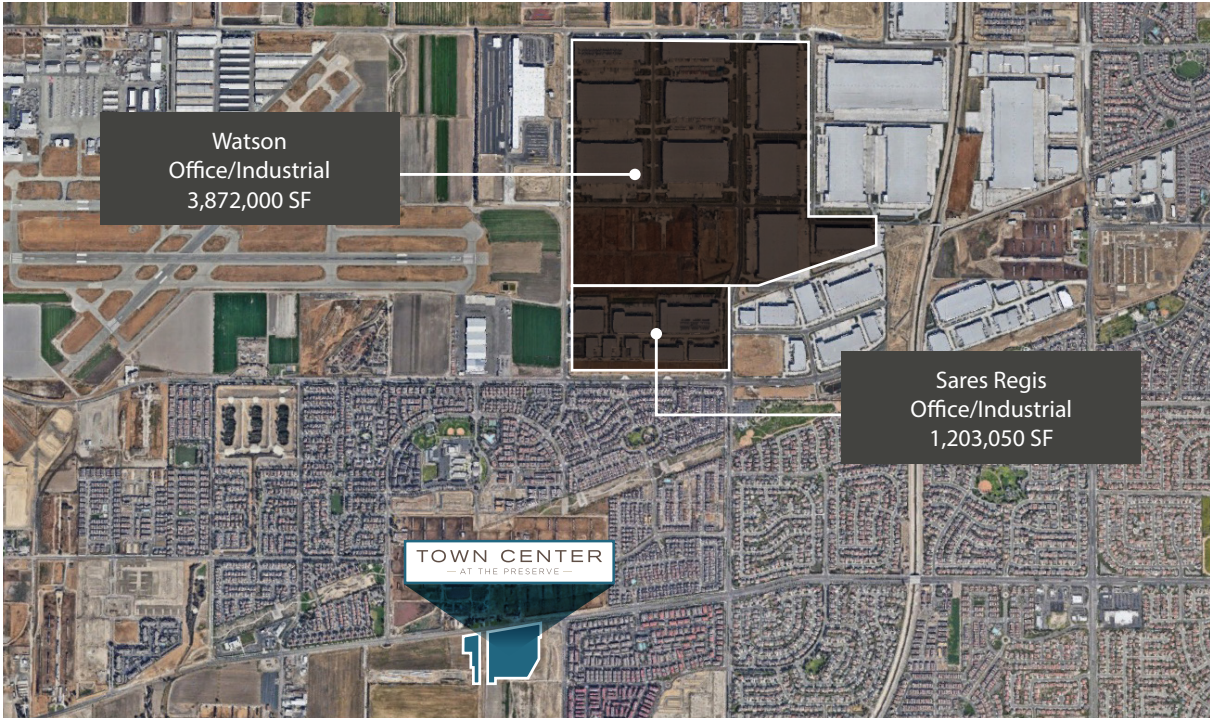 Watson
Office/Industrial
3,872,000 SF
Sares Regis
Office/Industrial
1,203,050 SF
TOWN CENTER
— AT THE PRESERVE —